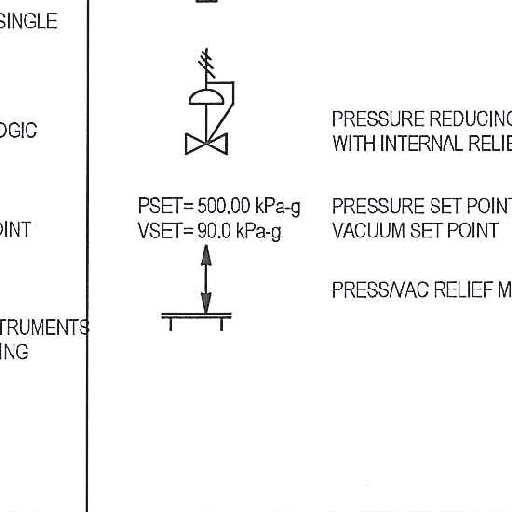 SINGLE
OGIC
OINT
TRUMENTS
ING
PRESSURE REDUCING
WITH INTERNAL RELIE
PSET= 500.00 kPa-g
PRESSURE SET POINT
VSET= 90.0 kPa-g
VACUUM SET POINT
PRESS/VAC RELIEF M